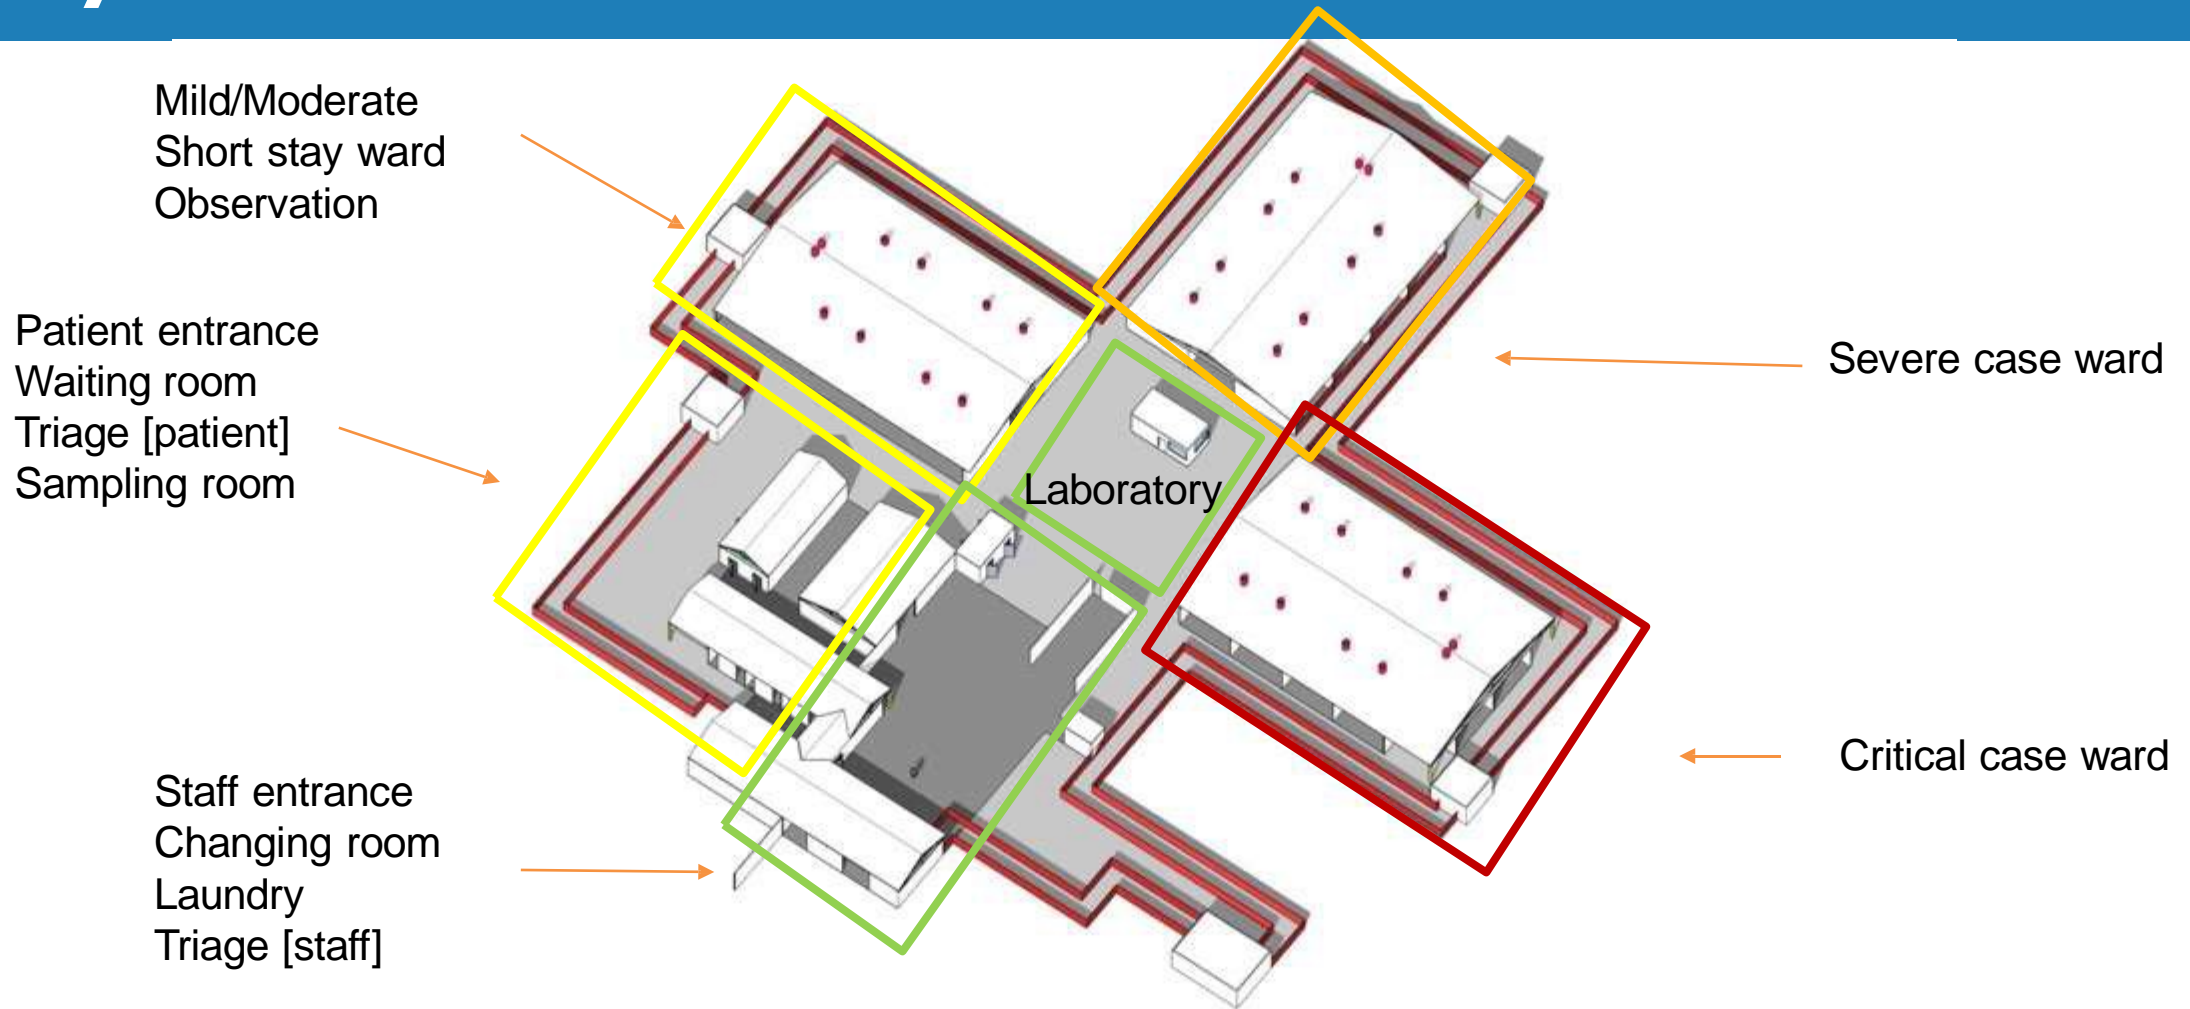 Mild/Moderate
Short stay ward
Observation
Patient entrance
Waiting room
Triage [patient]
Sampling room
Laboratory
Severe case ward
Critical case ward
Staff entrance
Changing room
Laundry
Triage [staff]